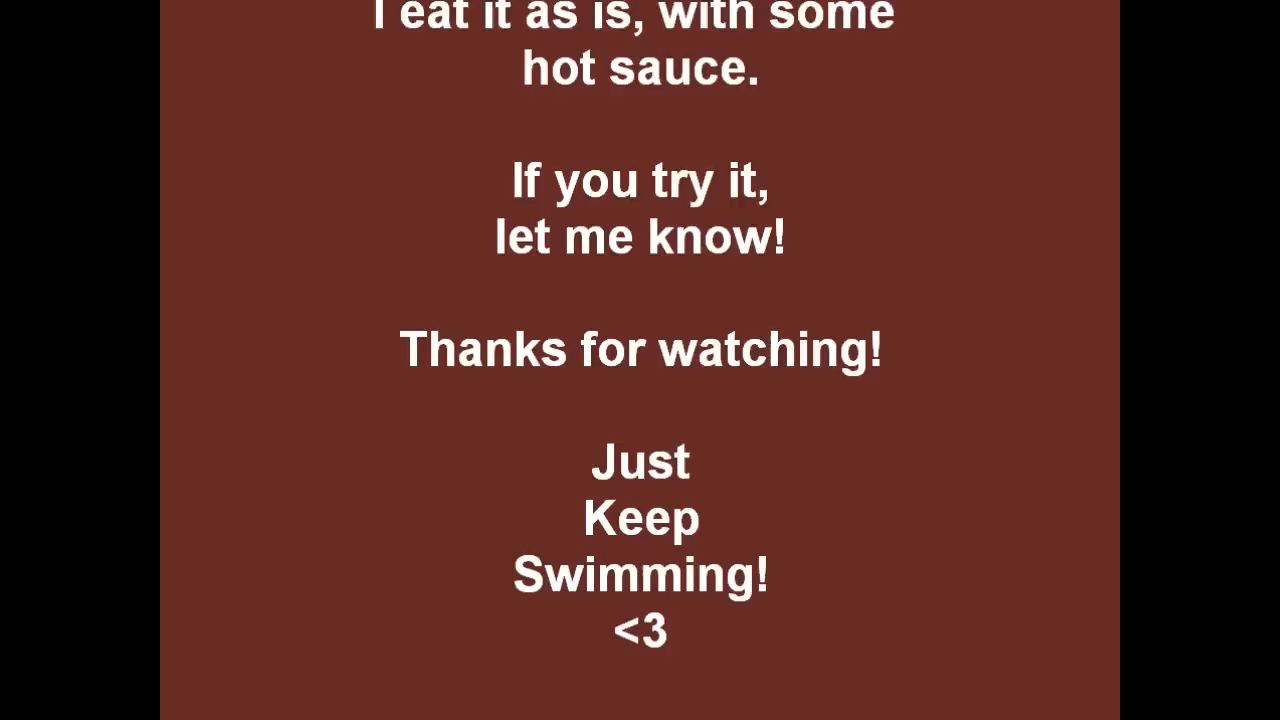 I eat it as is, with some
hot sauce.
If you try it,
let me know!
Thanks for watching!
Just
Keep
Swimming!
<3